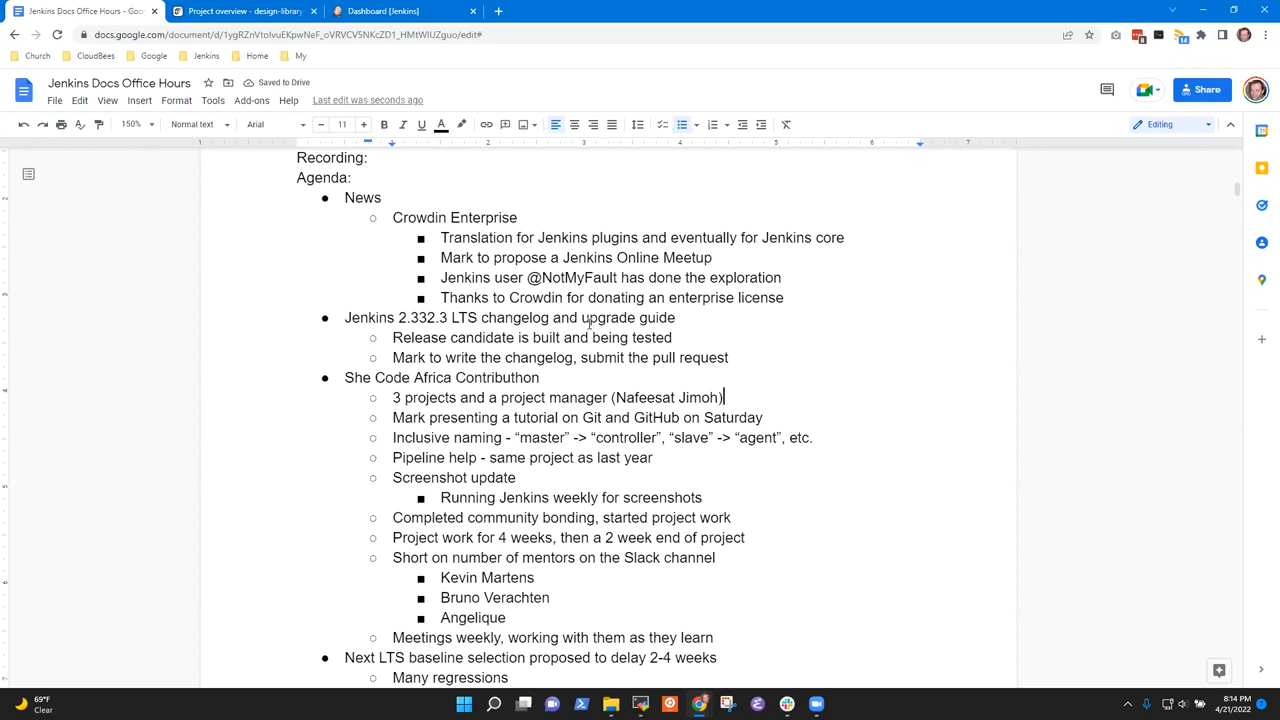 Jenkins Docs Office Hours - Goo
Project overview - design-library
Dashboard [Jenkins]
docs.google.com/document/d/1ygRZnVtoIvuEKpwNeF_oVRVCV5NKcZD1_HMtWIUZguo/edit#
Church
CloudBees
Google
Jenkins
Home
My
Jenkins Docs Office Hours
Saved to Drive
File Edit View Insert Format Tools Add-ons Help Last edit was seconds ago
Share
150% Normal text Arial 11 Editing
Recording:
Agenda:
● News
○ Crowdin Enterprise
■ Translation for Jenkins plugins and eventually for Jenkins core
■ Mark to propose a Jenkins Online Meetup
■ Jenkins user @NotMyFault has done the exploration
■ Thanks to Crowdin for donating an enterprise license
● Jenkins 2.332.3 LTS changelog and upgrade guide
○ Release candidate is built and being tested
○ Mark to write the changelog, submit the pull request
● She Code Africa Contributhon
○ 3 projects and a project manager (Nafeesat Jimoh)
○ Mark presenting a tutorial on Git and GitHub on Saturday
○ Inclusive naming - “master” -> “controller”, “slave” -> “agent”, etc.
○ Pipeline help - same project as last year
○ Screenshot update
■ Running Jenkins weekly for screenshots
○ Completed community bonding, started project work
○ Project work for 4 weeks, then a 2 week end of project
○ Short on number of mentors on the Slack channel
■ Kevin Martens
■ Bruno Verachten
■ Angelique
○ Meetings weekly, working with them as they learn
● Next LTS baseline selection proposed to delay 2-4 weeks
○ Many regressions
69°F
Clear
8:14 PM
4/21/2022